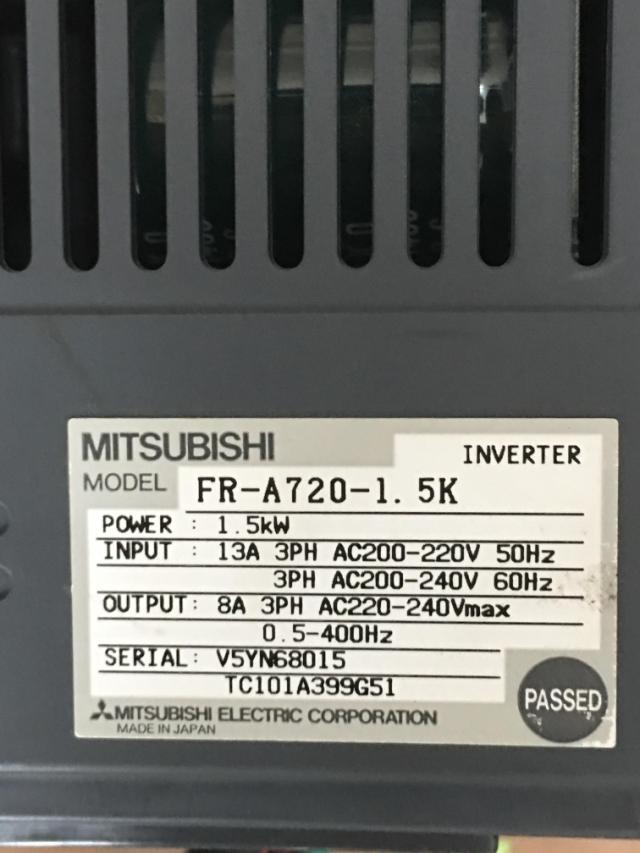 MITSUBISHI
INVERTER
MODEL FR-A720-1.5K
POWER : 1.5kW
INPUT : 13A 3PH AC200-220V 50Hz
3PH AC200-240V 60Hz
OUTPUT: 8A 3PH AC220-240Vmax
0.5-400Hz
SERIAL: V5YN68015
TC101A399G51
PASSED
MITSUBISHI ELECTRIC CORPORATION
MADE IN JAPAN